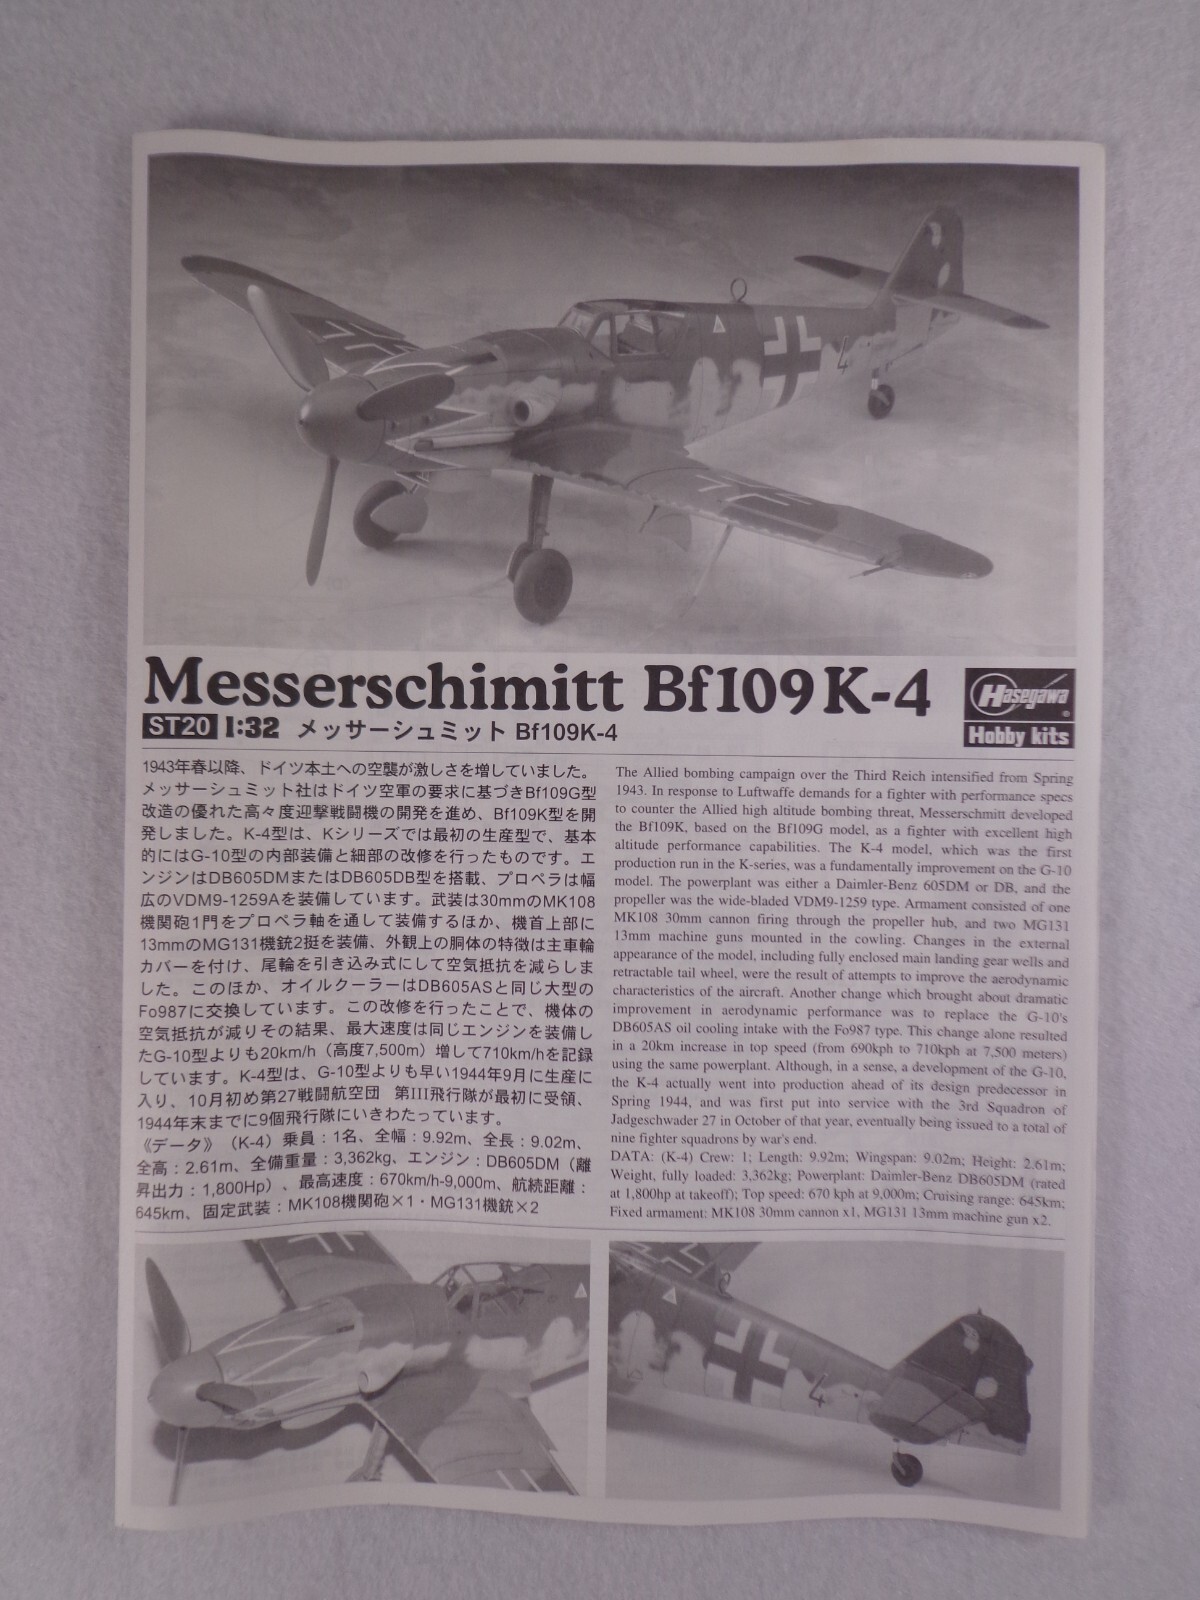 Messerschimitt Bf109K-4
ST20 1:32 メッサーシュミット Bf109K-4
Hasegawa
Hobby kits
1943年春以降、ドイツ本土への空襲が激しさを増していました。
メッサーシュミット社はドイツ空軍の要求に基づきBf109G型
改造の優れた高々度迎撃戦闘機の開発を進め、Bf109K型を開
発しました。K-4型は、Kシリーズでは最初の生産型で、基本
的にはG-10型の内部装備と細部の改修を行ったものです。エ
ンジンはDB605DMまたはDB605DB型を搭載、プロペラは幅
広のVDM9-1259Aを装備しています。武装は30mmのMK108
機関砲1門をプロペラ軸を通して装備するほか、機首上部に
13mmのMG131機銃2挺を装備、外観上の胴体の特徴は主車輪
カバーを付け、尾輪を引き込み式にして空気抵抗を減らしま
した。このほか、オイルクーラーはDB605ASと同じ大型の
Fo987に交換しています。この改修を行ったことで、機体の
空気抵抗が減りその結果、最大速度は同じエンジンを装備し
たG-10型よりも20km/h（高度7,500m）増して710km/hを記録
しています。K-4型は、G-10型よりも早い1944年9月に生産に
入り、10月初め第27戦闘航空団 第III飛行隊が最初に受領、
1944年末までに9個飛行隊にいきわたっています。
《データ》（K-4）乗員：1名、全幅：9.92m、全長：9.02m、
全高：2.61m、全備重量：3,362kg、エンジン：DB605DM（離
昇出力：1,800Hp）、最高速度：670km/h-9,000m、航続距離：
645km、固定武装：MK108機関砲×1・MG131機銃×2
The Allied bombing campaign over the Third Reich intensified from Spring
1943. In response to Luftwaffe demands for a fighter with performance specs
to counter the Allied high altitude bombing threat, Messerschmitt developed
the Bf109K, based on the Bf109G model, as a fighter with excellent high
altitude performance capabilities. The K-4 model, which was the first
production run in the K-series, was a fundamentally improvement on the G-10
model. The powerplant was either a Daimler-Benz 605DM or DB, and the
propeller was the wide-bladed VDM9-1259 type. Armament consisted of one
MK108 30mm cannon firing through the propeller hub, and two MG131
13mm machine guns mounted in the cowling. Changes in the external
appearance of the model, including fully enclosed main landing gear wells and
retractable tail wheel, were the result of attempts to improve the aerodynamic
characteristics of the aircraft. Another change which brought about dramatic
improvement in aerodynamic performance was to replace the G-10's
DB605AS oil cooling intake with the Fo987 type. This change alone resulted
in a 20km increase in top speed (from 690kph to 710kph at 7,500 meters)
using the same powerplant. Although, in a sense, a development of the G-10,
the K-4 actually went into production ahead of its design predecessor in
Spring 1944, and was first put into service with the 3rd Squadron of
Jadgeschwader 27 in October of that year, eventually being issued to a total of
nine fighter squadrons by war's end.
DATA: (K-4) Crew: 1; Length: 9.92m; Wingspan: 9.02m; Height: 2.61m;
Weight, fully loaded: 3,362kg; Powerplant: Daimler-Benz DB605DM (rated
at 1,800hp at takeoff); Top speed: 670 kph at 9,000m; Cruising range: 645km;
Fixed armament: MK108 30mm cannon x1, MG131 13mm machine gun x2.